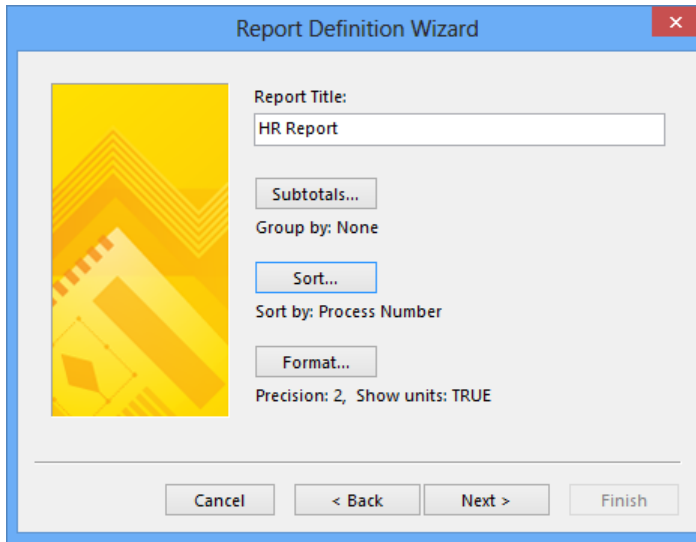 Report Definition Wizard
Report Title:
HR Report
Subtotals...
Group by: None
Sort...
Sort by: Process Number
Format...
Precision: 2, Show units: TRUE
Cancel
< Back
Next >
Finish